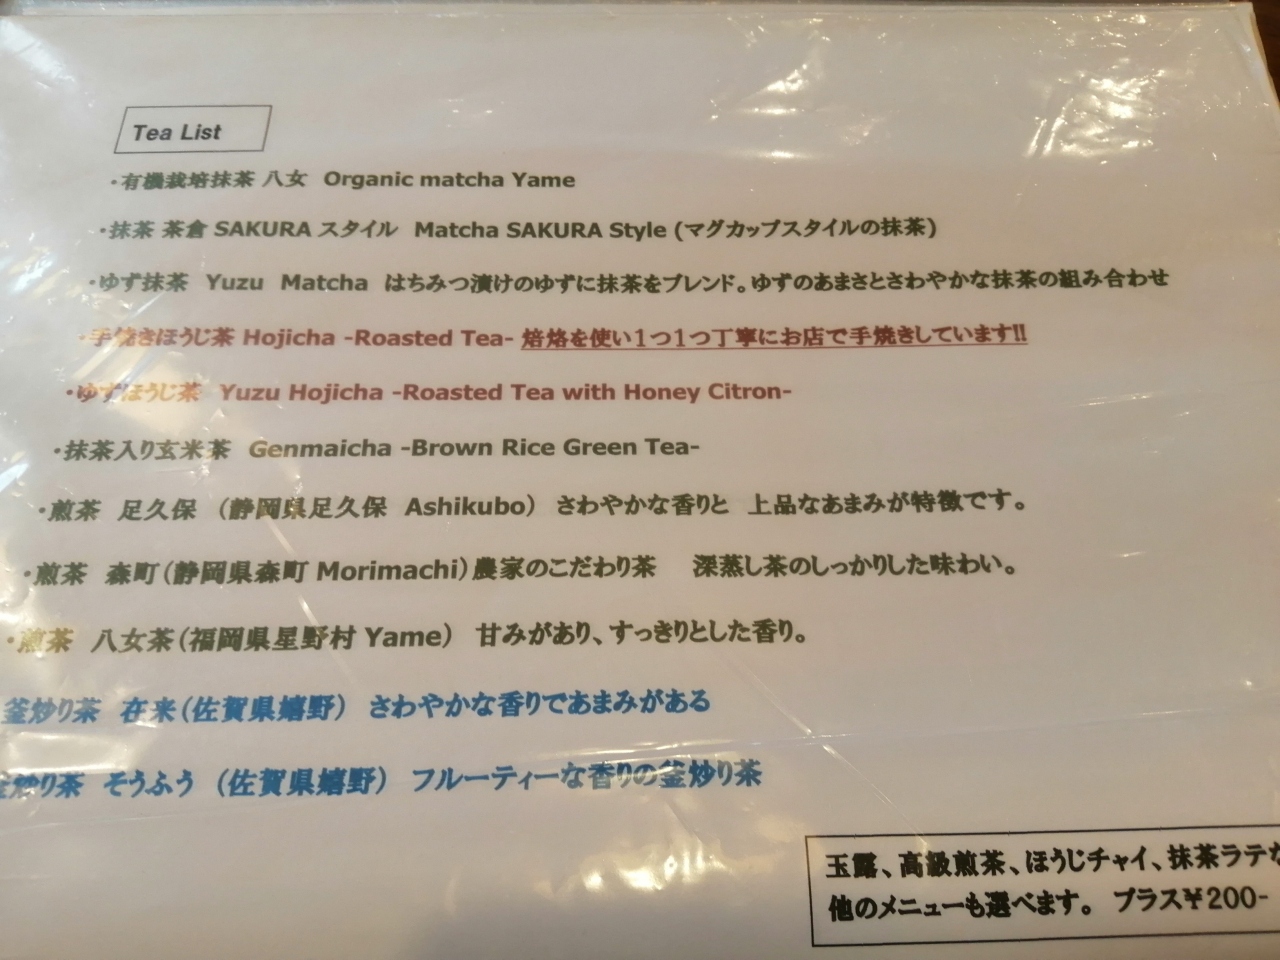 Tea List
・有機栽培抹茶 八女 Organic matcha Yame
・抹茶 茶倉 SAKURA スタイル Matcha SAKURA Style (マグカップスタイルの抹茶)
・ゆず抹茶 Yuzu Matcha はちみつ漬けのゆずに抹茶をブレンド。ゆずのあまさとさわやかな抹茶の組み合わせ
・手焼きほうじ茶 Hojicha -Roasted Tea- 焙烙を使い１つ１つ丁寧にお店で手焼きしています!!
・ゆずほうじ茶 Yuzu Hojicha -Roasted Tea with Honey Citron-
・抹茶入り玄米茶 Genmaicha -Brown Rice Green Tea-
・煎茶 足久保 （静岡県足久保 Ashikubo） さわやかな香りと 上品なあまみが特徴です。
・煎茶 森町（静岡県森町 Morimachi）農家のこだわり茶 深蒸し茶のしっかりした味わい。
・煎茶 八女茶（福岡県星野村 Yame） 甘みがあり、すっきりとした香り。
釜炒り茶 在来（佐賀県嬉野） さわやかな香りであまみがある
釜炒り茶 そうふう （佐賀県嬉野） フルーティーな香りの釜炒り茶
玉露、高級煎茶、ほうじチャイ、抹茶ラテな
他のメニューも選べます。 プラス￥200-